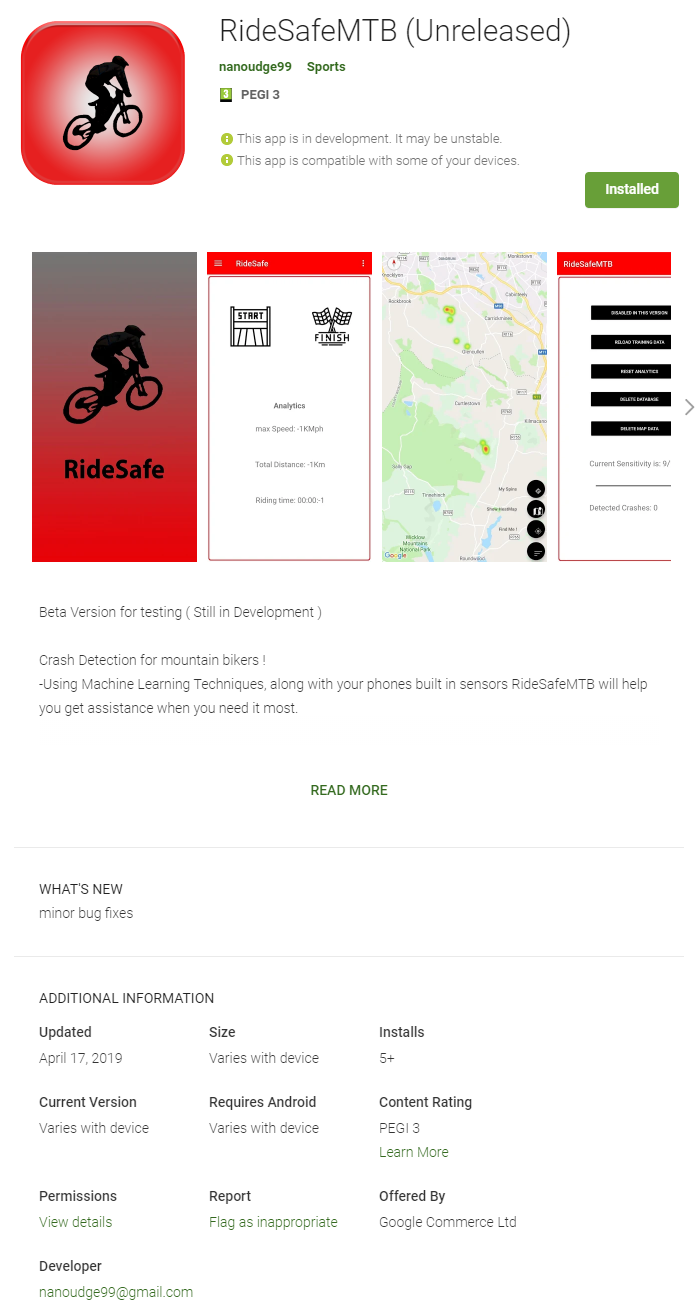 RideSafeMTB (Unreleased)
nanoudge99 Sports
3 PEGI 3
This app is in development. It may be unstable.
This app is compatible with some of your devices.
Installed
RideSafe
RideSafe
START
FINISH
Analytics
max Speed: -1KMph
Total Distance: -1Km
Riding time: 00:00:-1
Monkstown
Rockbrook
Cabinteely
Carrickmines
Glencullen
Curtlestown
Kilmacano
Sally Gap
Timehinch
My Spins
Show HeatMap
Find Me !
Wicklow
Mountains
National Park
Roundwood
Google
RideSafeMTB
DISABLED IN THIS VERSION
RELOAD TRAINING DATA
RESET ANALYTICS
DELETE DATABASE
DELETE MAP DATA
Current Sensitivity is: 9/
Detected Crashes: 0
Beta Version for testing ( Still in Development )
Crash Detection for mountain bikers !
-Using Machine Learning Techniques, along with your phones built in sensors RideSafeMTB will help
you get assistance when you need it most.
READ MORE
WHAT'S NEW
minor bug fixes
ADDITIONAL INFORMATION
Updated Size Installs
April 17, 2019 Varies with device 5+
Current Version Requires Android Content Rating
Varies with device Varies with device PEGI 3
Learn More
Permissions Report Offered By
View details Flag as inappropriate Google Commerce Ltd
Developer
nanoudge99@gmail.com